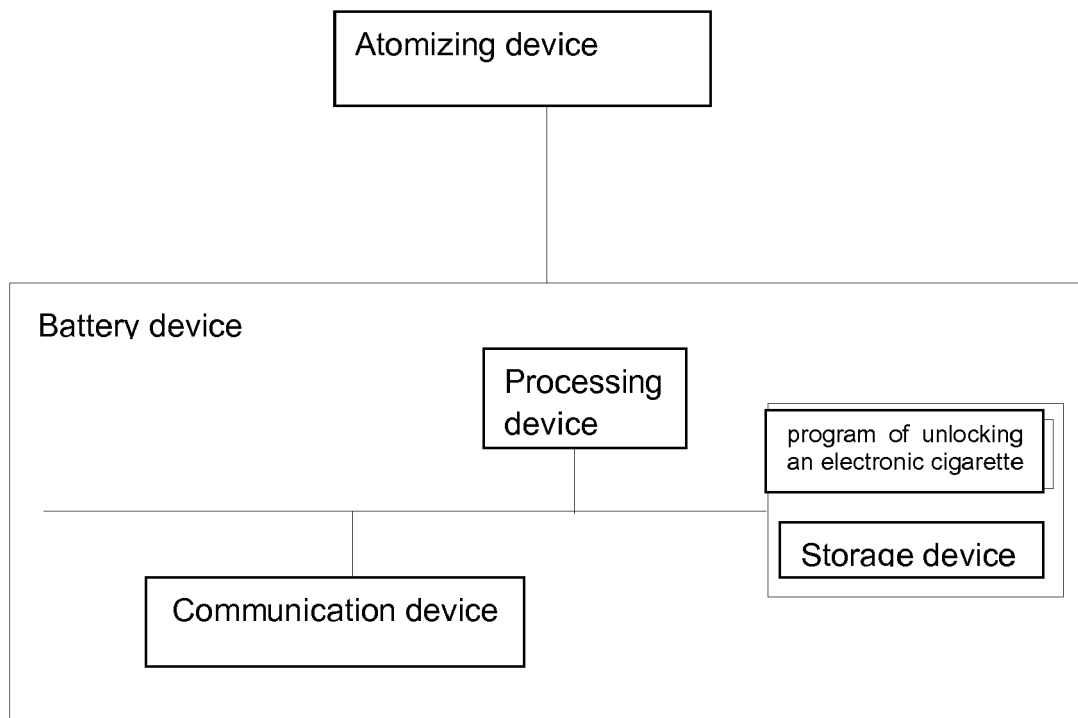 Atomizing device
Battery device
Processing
device
program of unlocking
an electronic cigarette
Storage device
Communication device